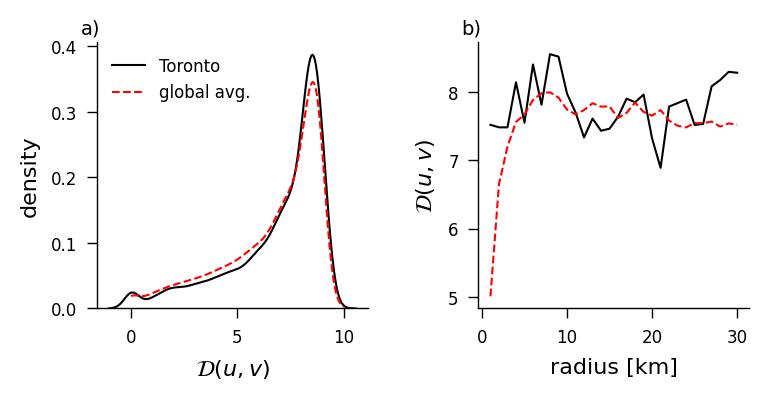 a)
Toronto
global avg.
0.4
0.3
0.2
0.1
0.0
density
0
5
10
𝒟(u, v)
b)
8
7
6
5
𝒟(u, v)
0
10
20
30
radius [km]